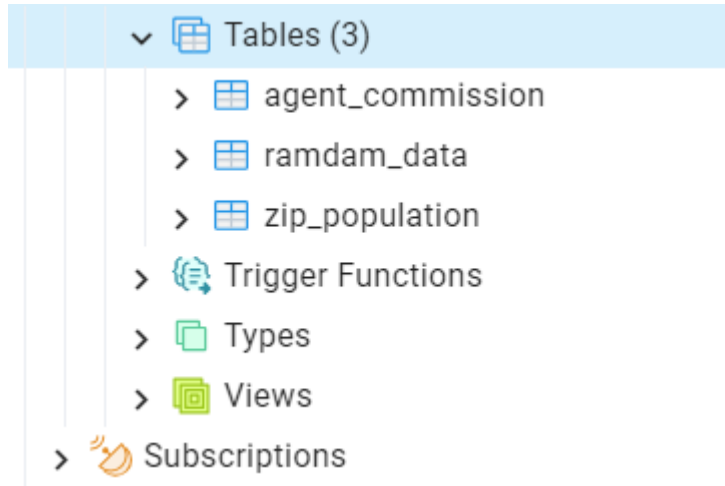 Tables (3)
agent_commission
ramdam_data
zip_population
Trigger Functions
Types
Views
Subscriptions